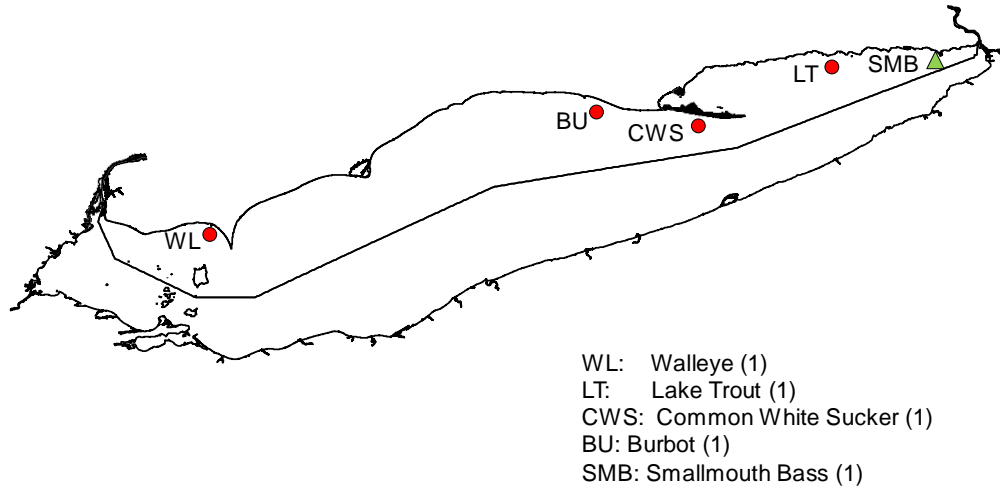 SMB
LT
BU
CWS
WL
WL: Walleye (1)
LT: Lake Trout (1)
CWS: Common White Sucker (1)
BU: Burbot (1)
SMB: Smallmouth Bass (1)